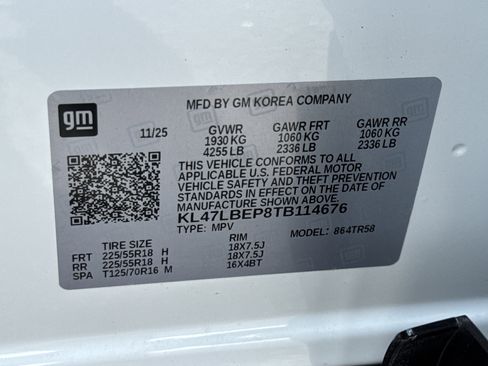 gm
MFD BY GM KOREA COMPANY
11/25 GVWR GAWR FRT GAWR RR
1930 KG 1060 KG 1060 KG
4255 LB 2336 LB 2336 LB
THIS VEHICLE CONFORMS TO ALL
APPLICABLE U.S. FEDERAL MOTOR
VEHICLE SAFETY AND THEFT PREVENTION
STANDARDS IN EFFECT ON THE DATE OF
MANUFACTURE SHOWN ABOVE.
KL47LBEP8TB114676
TYPE: MPV MODEL: 864TR58
TIRE SIZE RIM
FRT 225/55R18 H 18X7.5J
RR 225/55R18 H 18X7.5J
SPA T125/70R16 M 16X4BT